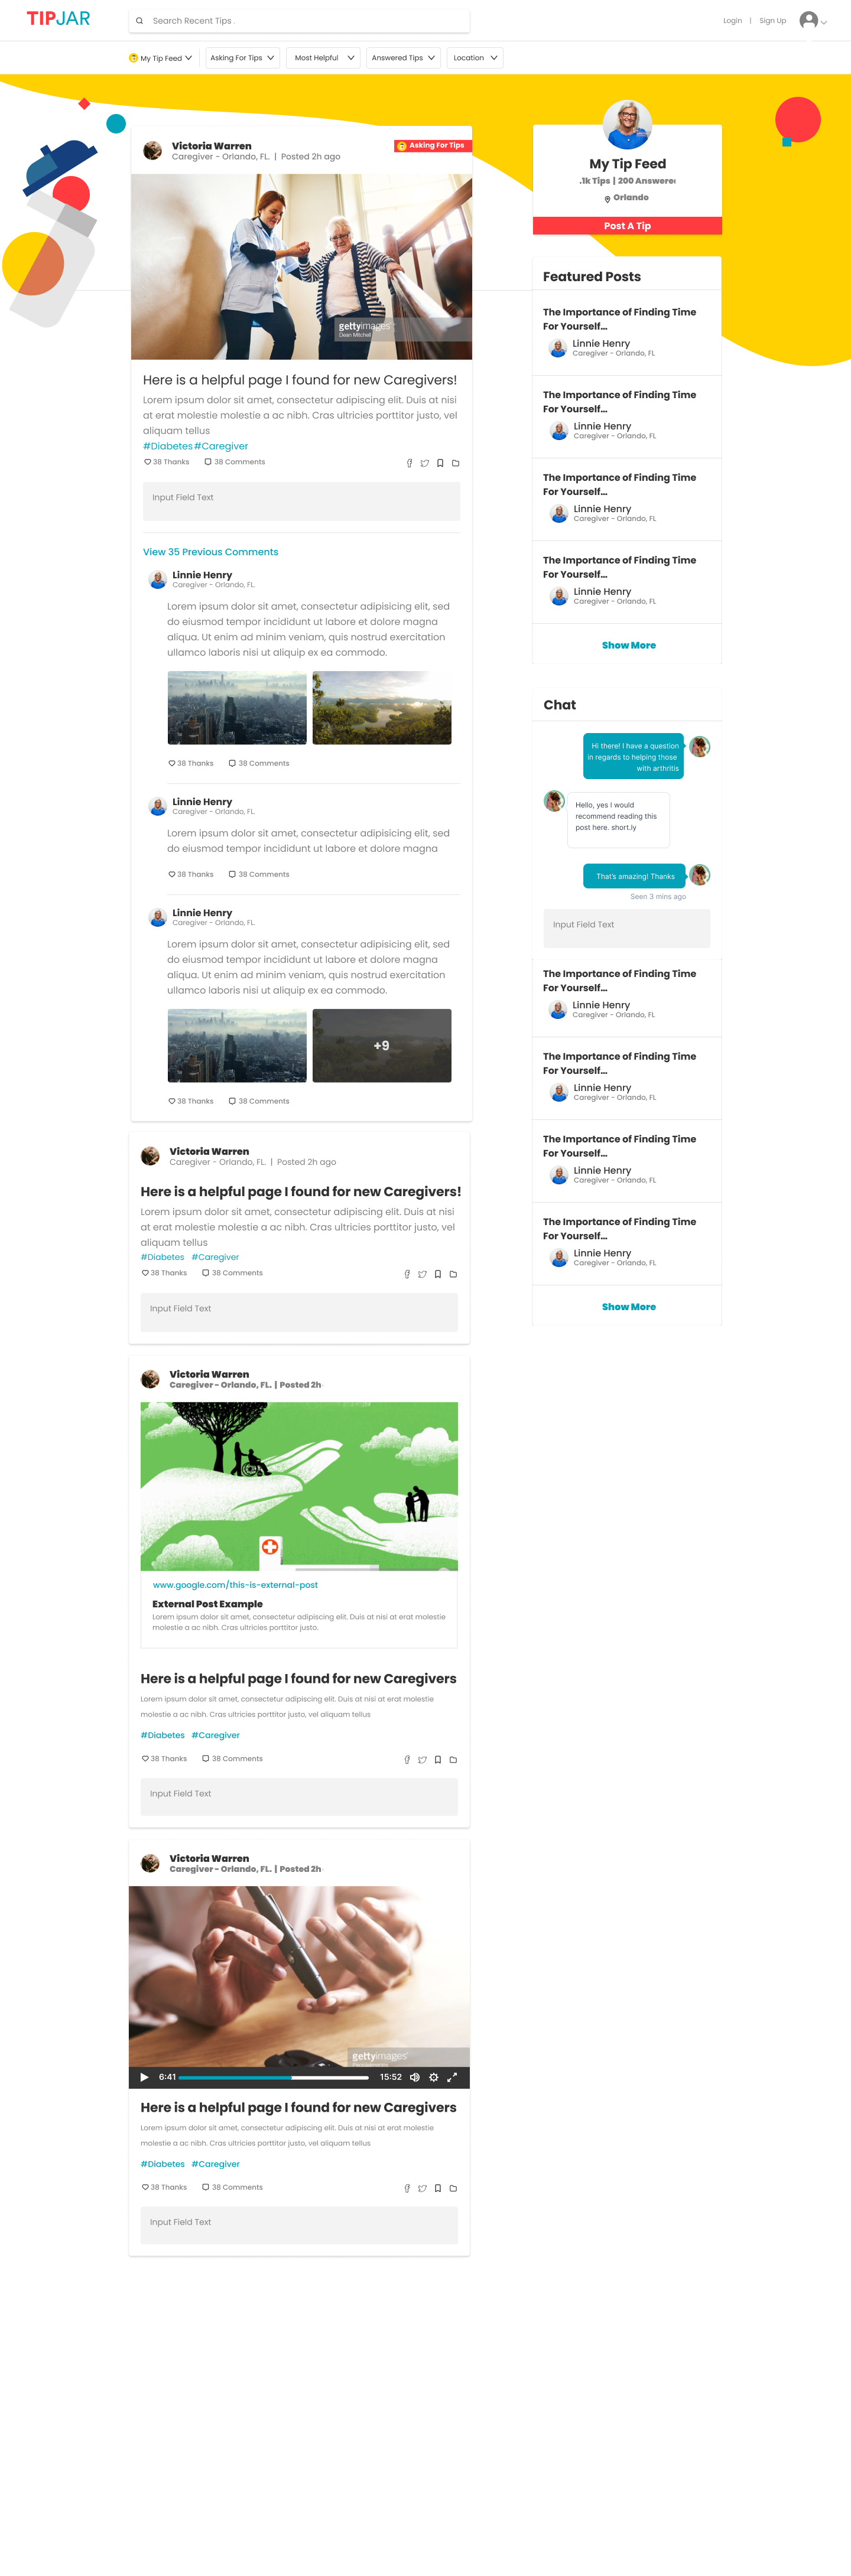 TIPJAR
Search Recent Tips .
Login | Sign Up
My Tip Feed
Asking For Tips
Most Helpful
Answered Tips
Location
Victoria Warren
Caregiver - Orlando, FL. | Posted 2h ago
Asking For Tips
gettyimages
Dean Mitchell
Here is a helpful page I found for new Caregivers!
Lorem ipsum dolor sit amet, consectetur adipiscing elit. Duis at nisi
at erat molestie molestie a ac nibh. Cras ultricies porttitor justo, vel
aliquam tellus
#Diabetes #Caregiver
38 Thanks 38 Comments
Input Field Text
View 35 Previous Comments
Linnie Henry
Caregiver - Orlando, FL.
Lorem ipsum dolor sit amet, consectetur adipisicing elit, sed
do eiusmod tempor incididunt ut labore et dolore magna
aliqua. Ut enim ad minim veniam, quis nostrud exercitation
ullamco laboris nisi ut aliquip ex ea commodo.
38 Thanks 38 Comments
Linnie Henry
Caregiver - Orlando, FL.
Lorem ipsum dolor sit amet, consectetur adipisicing elit, sed
do eiusmod tempor incididunt ut labore et dolore magna
38 Thanks 38 Comments
Linnie Henry
Caregiver - Orlando, FL.
Lorem ipsum dolor sit amet, consectetur adipisicing elit, sed
do eiusmod tempor incididunt ut labore et dolore magna
aliqua. Ut enim ad minim veniam, quis nostrud exercitation
ullamco laboris nisi ut aliquip ex ea commodo.
+9
38 Thanks 38 Comments
Victoria Warren
Caregiver - Orlando, FL. | Posted 2h ago
Here is a helpful page I found for new Caregivers!
Lorem ipsum dolor sit amet, consectetur adipiscing elit. Duis at nisi
at erat molestie molestie a ac nibh. Cras ultricies porttitor justo, vel
aliquam tellus
#Diabetes #Caregiver
38 Thanks 38 Comments
Input Field Text
Victoria Warren
Caregiver - Orlando, FL. | Posted 2h
www.google.com/this-is-external-post
External Post Example
Lorem ipsum dolor sit amet, consectetur adipiscing elit. Duis at nisi at erat molestie
molestie a ac nibh. Cras ultricies porttitor justo.
Here is a helpful page I found for new Caregivers
Lorem ipsum dolor sit amet, consectetur adipiscing elit. Duis at nisi at erat molestie
molestie a ac nibh. Cras ultricies porttitor justo, vel aliquam tellus
#Diabetes #Caregiver
38 Thanks 38 Comments
Input Field Text
Victoria Warren
Caregiver - Orlando, FL. | Posted 2h
gettyimages
6:41 15:52
Here is a helpful page I found for new Caregivers
Lorem ipsum dolor sit amet, consectetur adipiscing elit. Duis at nisi at erat molestie
molestie a ac nibh. Cras ultricies porttitor justo, vel aliquam tellus
#Diabetes #Caregiver
38 Thanks 38 Comments
Input Field Text
My Tip Feed
.1k Tips | 200 Answered
Orlando
Post A Tip
Featured Posts
The Importance of Finding Time
For Yourself...
Linnie Henry
Caregiver - Orlando, FL
The Importance of Finding Time
For Yourself...
Linnie Henry
Caregiver - Orlando, FL
The Importance of Finding Time
For Yourself...
Linnie Henry
Caregiver - Orlando, FL
The Importance of Finding Time
For Yourself...
Linnie Henry
Caregiver - Orlando, FL
Show More
Chat
Hi there! I have a question
in regards to helping those
with arthritis
Hello, yes I would
recommend reading this
post here. short.ly
That's amazing! Thanks
Seen 3 mins ago
Input Field Text
The Importance of Finding Time
For Yourself...
Linnie Henry
Caregiver - Orlando, FL
The Importance of Finding Time
For Yourself...
Linnie Henry
Caregiver - Orlando, FL
The Importance of Finding Time
For Yourself...
Linnie Henry
Caregiver - Orlando, FL
The Importance of Finding Time
For Yourself...
Linnie Henry
Caregiver - Orlando, FL
Show More